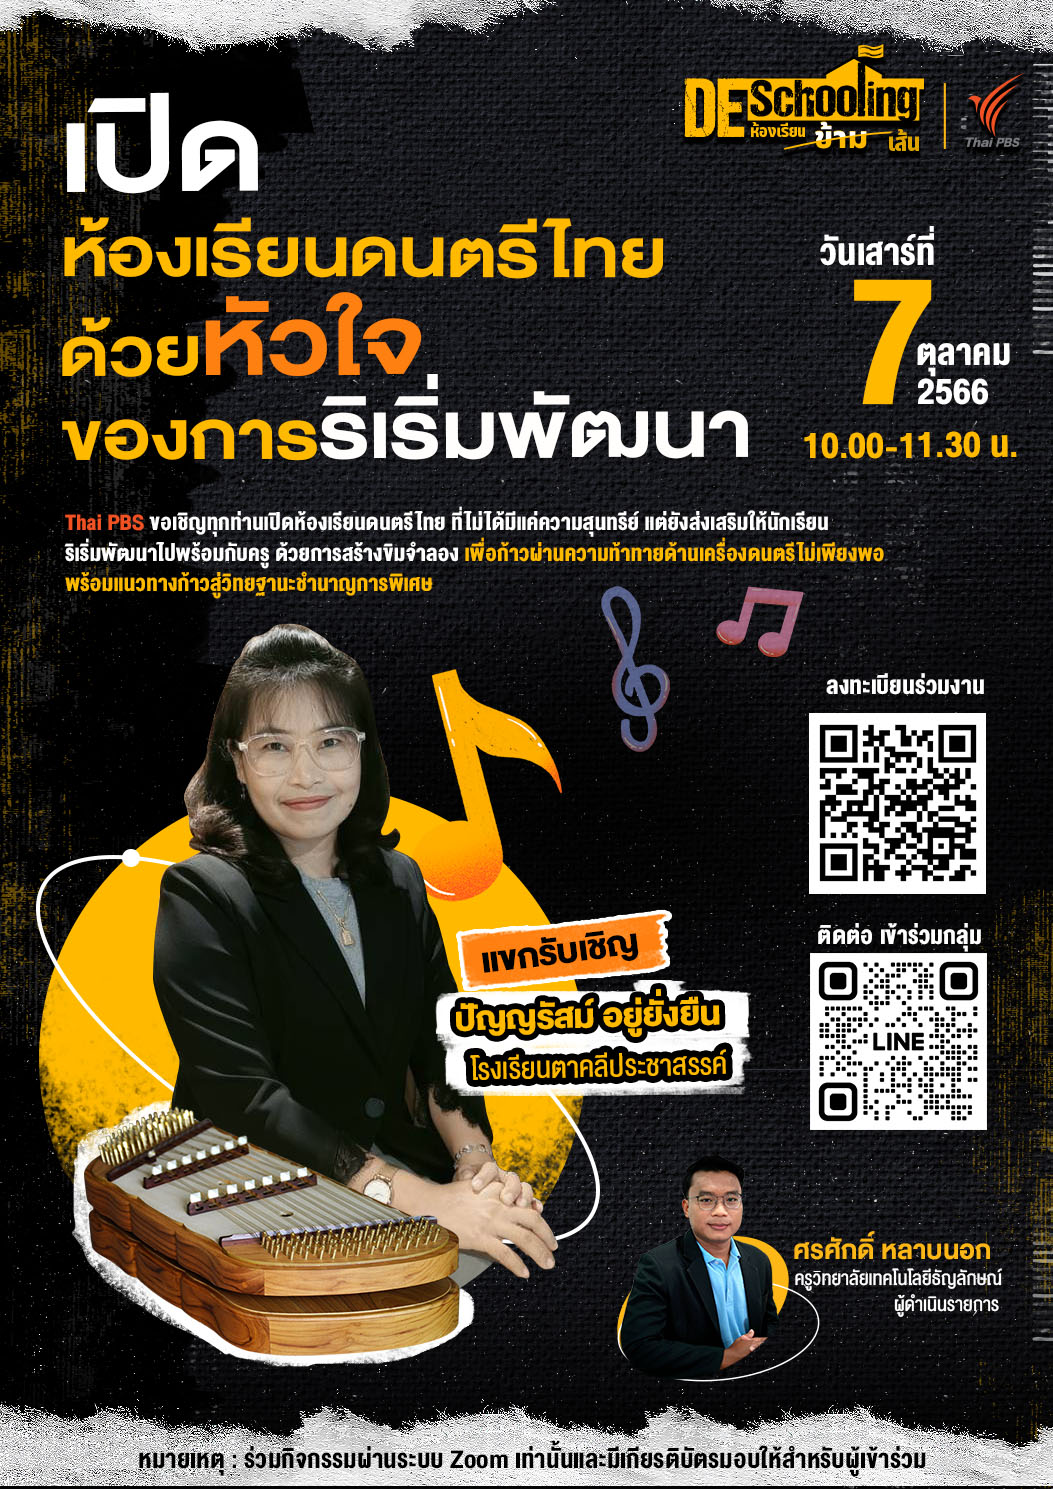 DESchooling
ห้องเรียน ข้าม เส้น
Thai PBS
เปิด
ห้องเรียนดนตรีไทย
ด้วยหัวใจ
ของการริเริ่มพัฒนา
วันเสาร์ที่
7
ตุลาคม
2566
10.00-11.30 น.
Thai PBS ขอเชิญทุกท่านเปิดห้องเรียนดนตรีไทย ที่ไม่ได้มีแค่ความสุนทรีย์ แต่ยังส่งเสริมให้นักเรียน
ริเริ่มพัฒนาไปพร้อมกับครู ด้วยการสร้างขิมจำลอง เพื่อก้าวผ่านความท้าทายด้านเครื่องดนตรีไม่เพียงพอ
พร้อมแนวทางก้าวสู่วิทยฐานะชำนาญการพิเศษ
ลงทะเบียนร่วมงาน
ติดต่อ เข้าร่วมกลุ่ม
LINE
แขกรับเชิญ
ปัญญรัสม์ อยู่ยั่งยืน
โรงเรียนตาคลีประชาสรรค์
ศรศักดิ์ หลาบนอก
ครูวิทยาลัยเทคโนโลยีธัญลักษณ์
ผู้ดำเนินรายการ
หมายเหตุ : ร่วมกิจกรรมผ่านระบบ Zoom เท่านั้นและมีเกียรติบัตรมอบให้สำหรับผู้เข้าร่วม